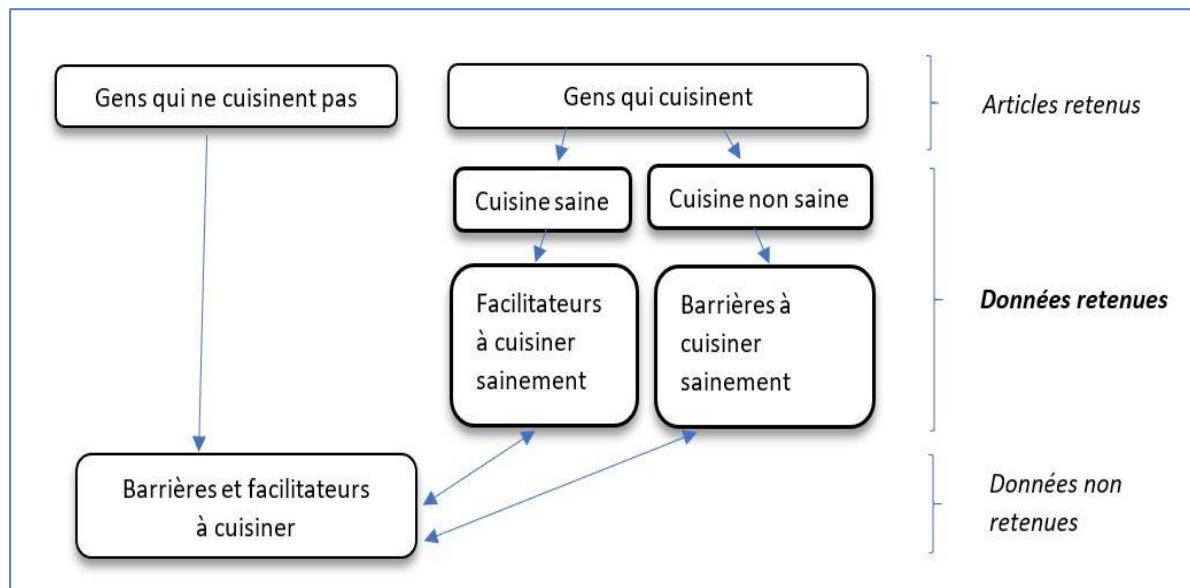 Gens qui ne cuisinent pas
Gens qui cuisinent
Articles retenus
Cuisine saine
Cuisine non saine
Facilitateurs
à cuisiner
sainement
Barrières à
cuisiner
sainement
Données retenues
Barrières et facilitateurs
à cuisiner
Données non
retenues